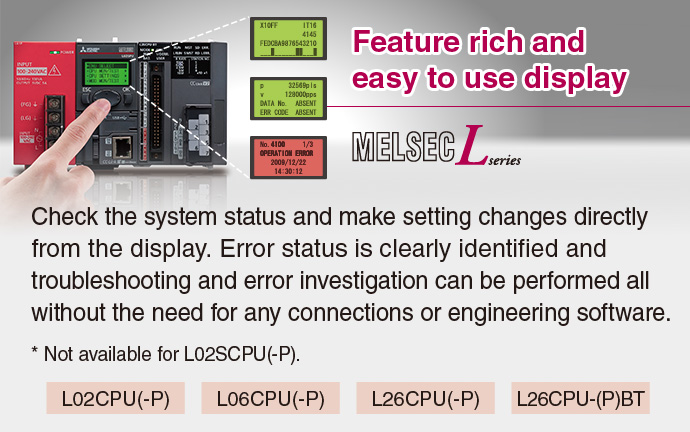 POWER
INPUT
100-240VAC
MITSUBISHI
MELSEC
ESC
OK
X10FF IT16
4145
FEDCBA9876543210
P 32569pls
v 128000pps
DATA No. ABSENT
ERR CODE ABSENT
No. 4100 1/3
OPERATION ERROR
2009/12/22
14:30:12
Feature rich and
easy to use display
MELSEC L series
Check the system status and make setting changes directly
from the display. Error status is clearly identified and
troubleshooting and error investigation can be performed all
without the need for any connections or engineering software.
* Not available for L02SCPU(-P).
L02CPU(-P) L06CPU(-P) L26CPU(-P) L26CPU-(P)BT